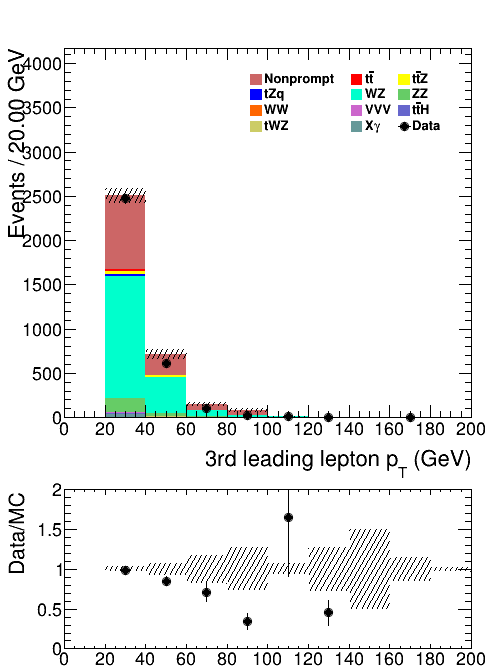 Events / 20.00 GeV
4000
3500
3000
2500
2000
1500
1000
500
0
Nonprompt tt̄ tt̄Z
tZq WZ ZZ
WW VVV tt̄H
tWZ Xγ Data
0 20 40 60 80 100 120 140 160 180 200
3rd leading lepton p_T (GeV)
Data/MC
2
1.5
1
0.5
0
0 20 40 60 80 100 120 140 160 180 200